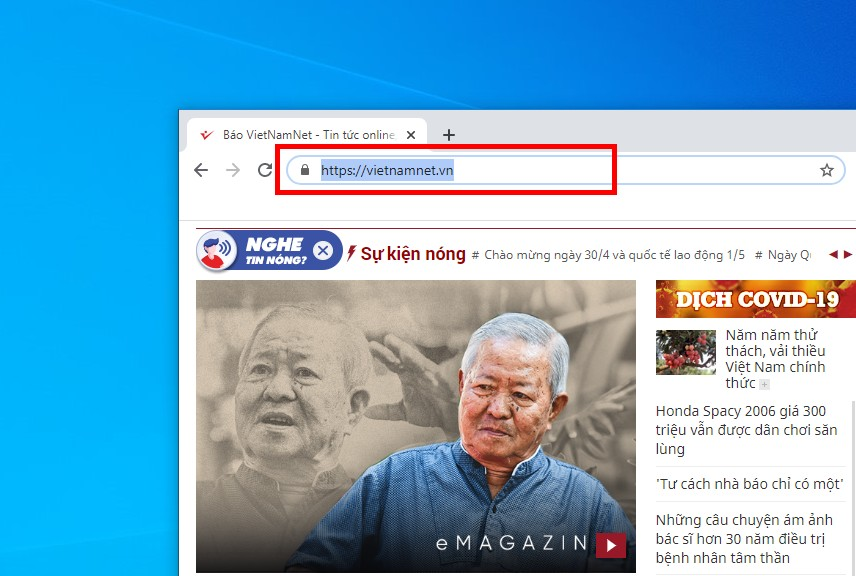 Báo VietNamNet - Tin tức online
https://vietnamnet.vn
NGHE
TIN NÓNG?
Sự kiện nóng # Chào mừng ngày 30/4 và quốc tế lao động 1/5 # Ngày Q
DỊCH COVID-19
Năm năm thử
thách, vải thiều
Việt Nam chính
thức
Honda Spacy 2006 giá 300
triệu vẫn được dân chơi săn
lùng
'Tư cách nhà báo chỉ có một'
Những câu chuyện ám ảnh
bác sĩ hơn 30 năm điều trị
bệnh nhân tâm thần
eMAGAZIN